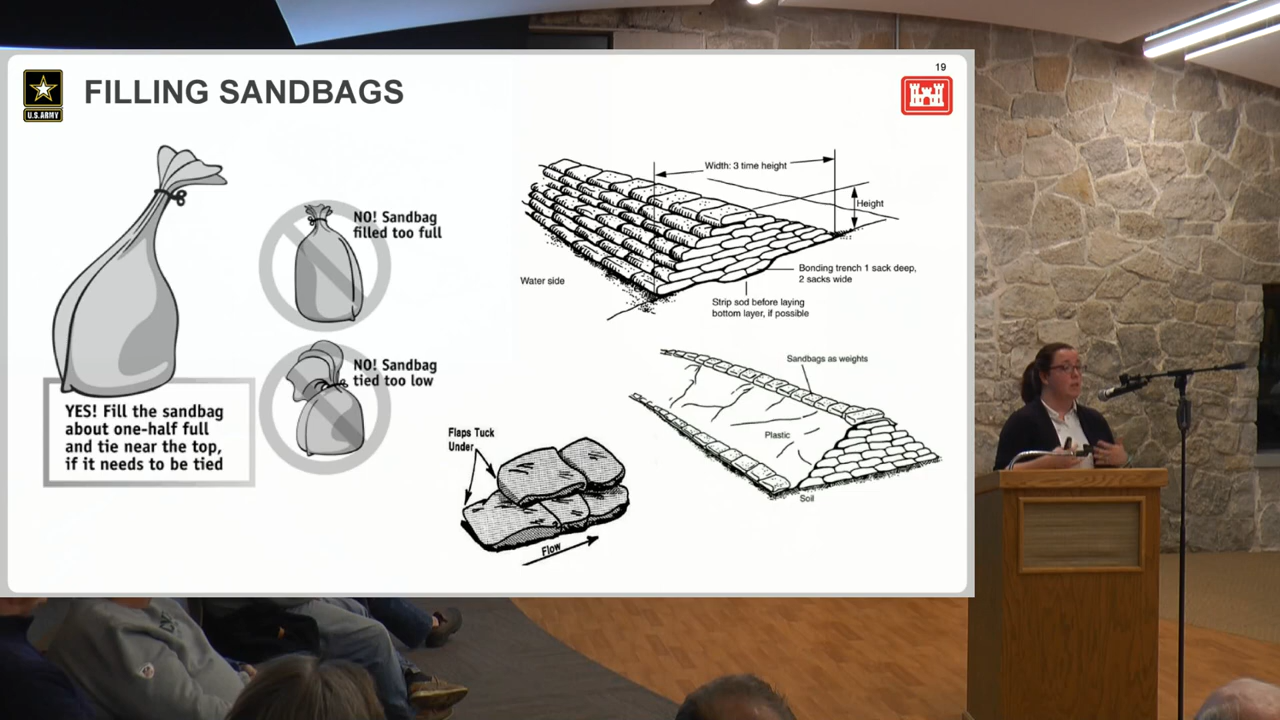 19
U.S.ARMY
FILLING SANDBAGS
NO! Sandbag
filled too full
NO! Sandbag
tied too low
YES! Fill the sandbag
about one-half full
and tie near the top,
if it needs to be tied
Width: 3 time height
Height
Water side
Bonding trench 1 sack deep,
2 sacks wide
Strip sod before laying
bottom layer, if possible
Sandbags as weights
Plastic
Soil
Flaps Tuck
Under
Flow